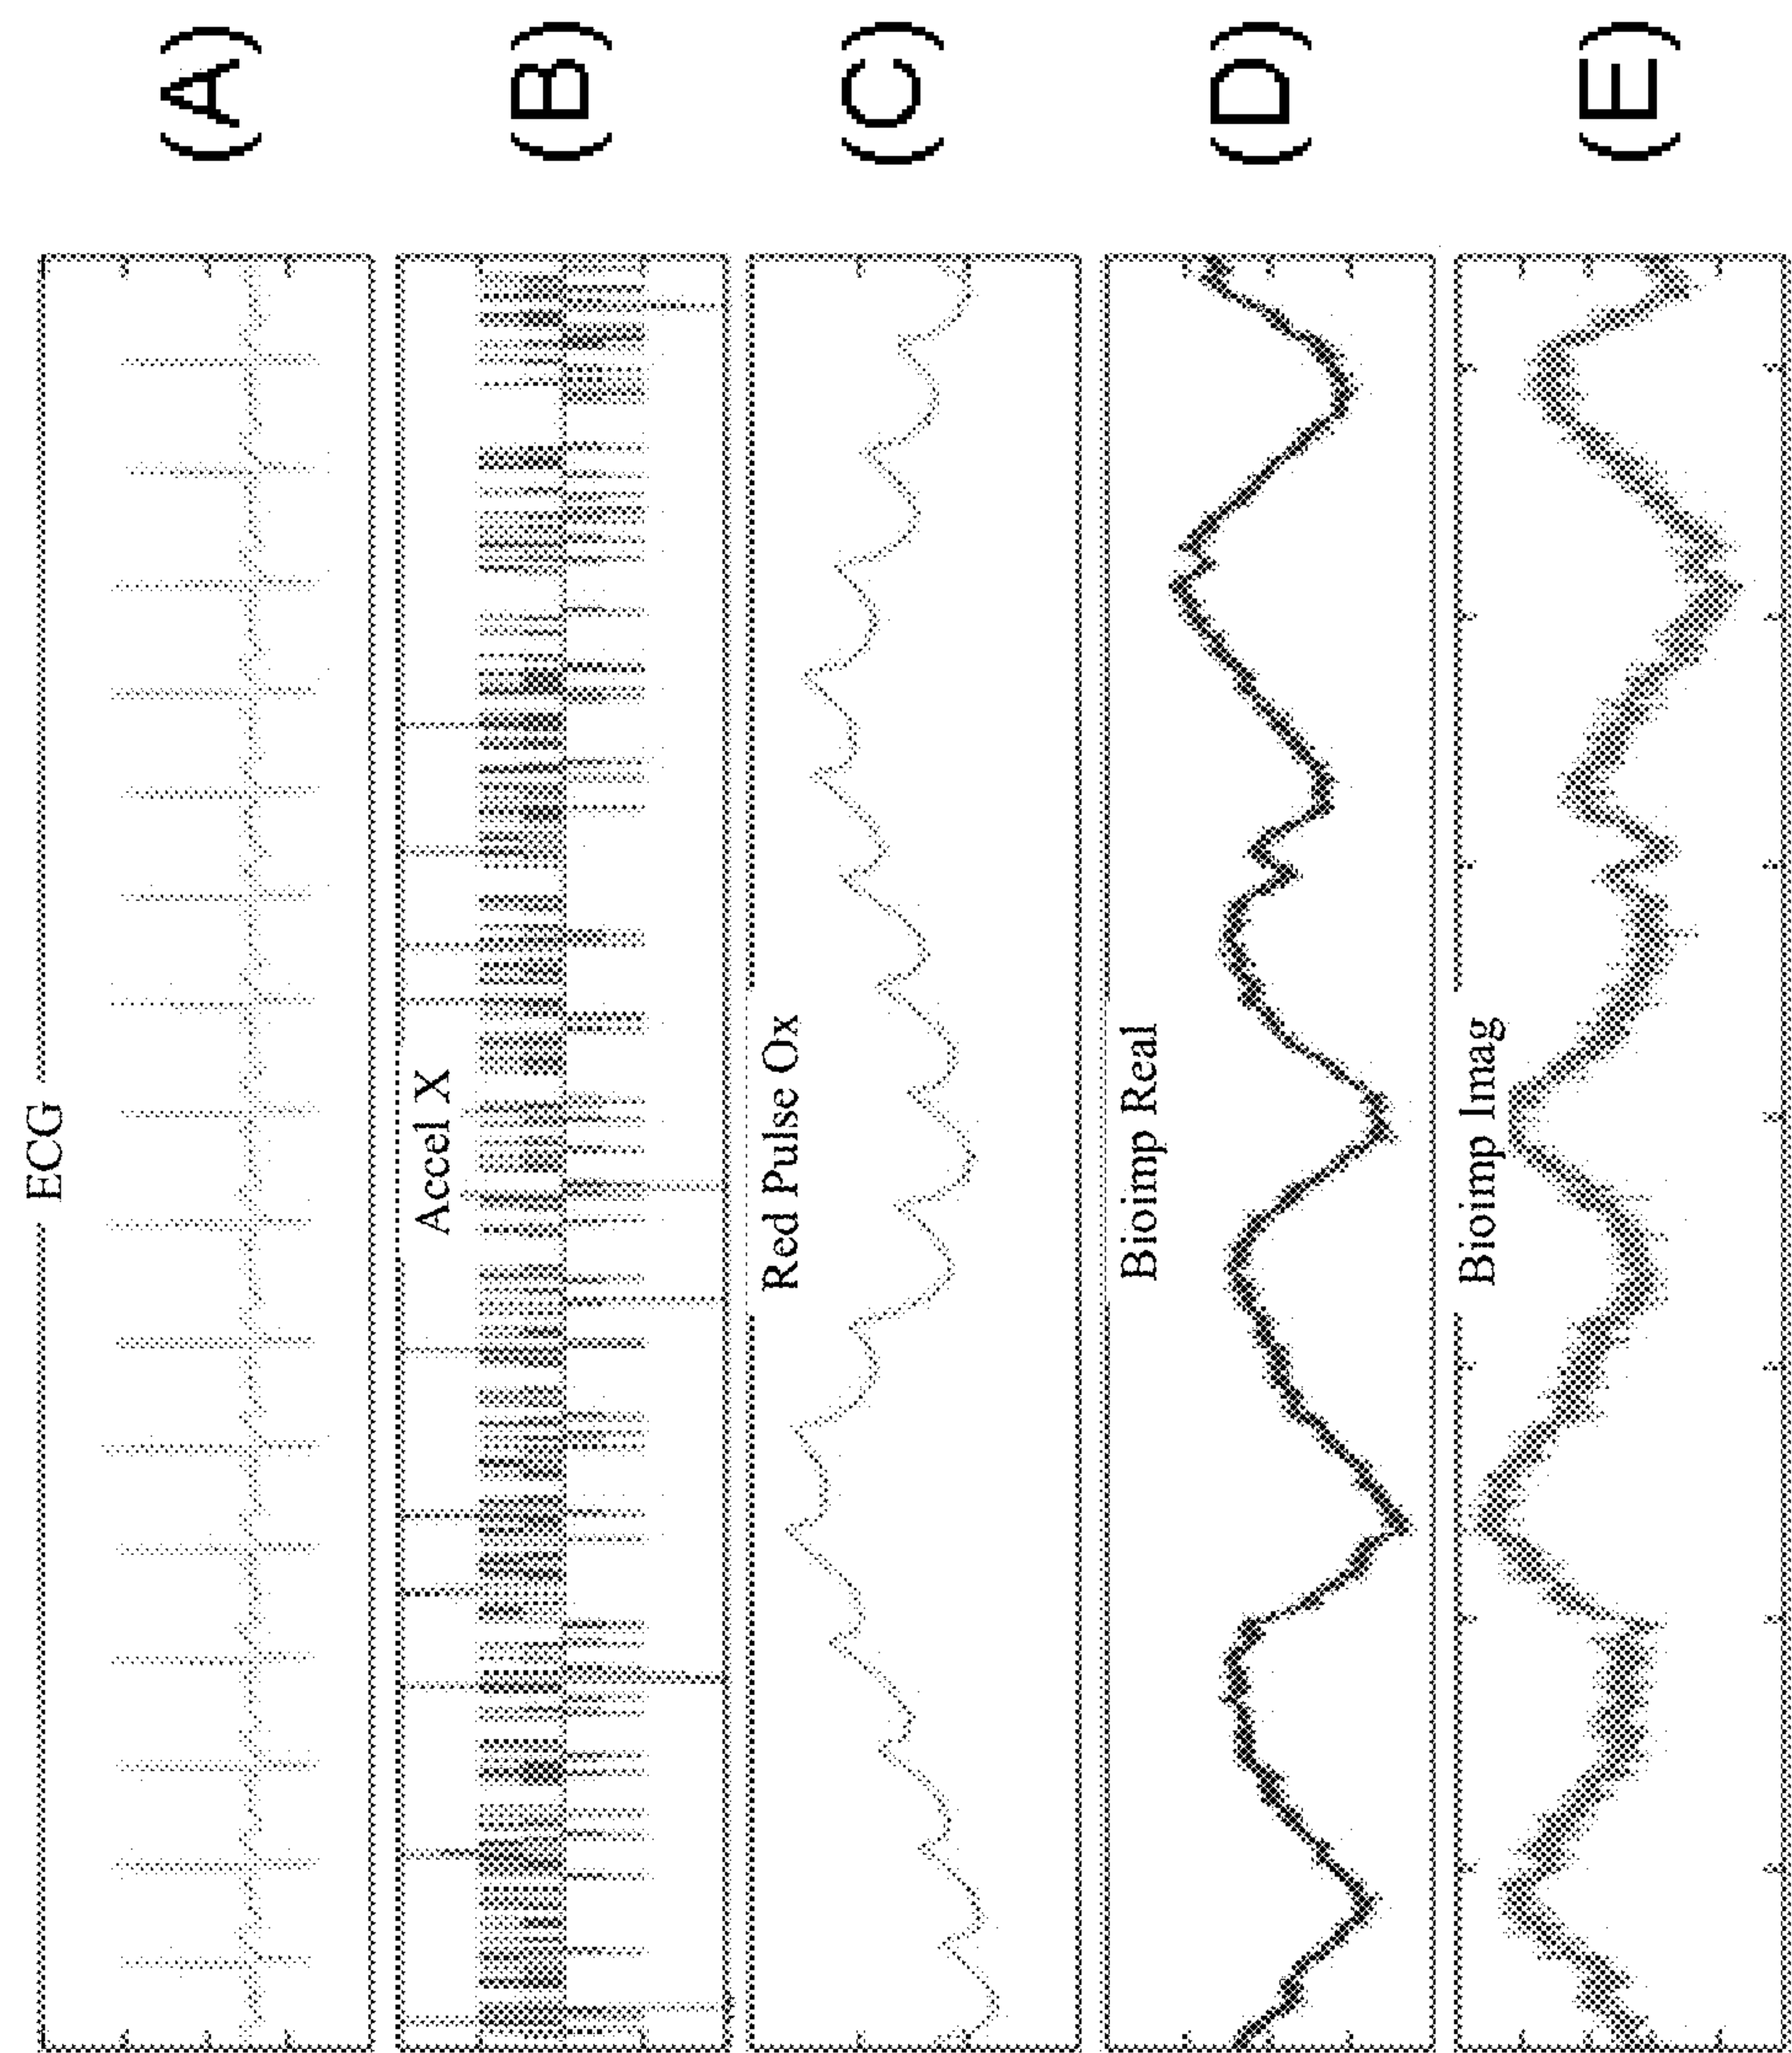 ECG
(A)
Accel X
(B)
Red Pulse Ox
(C)
Bioimp Real
(D)
Bioimp Imag
(E)